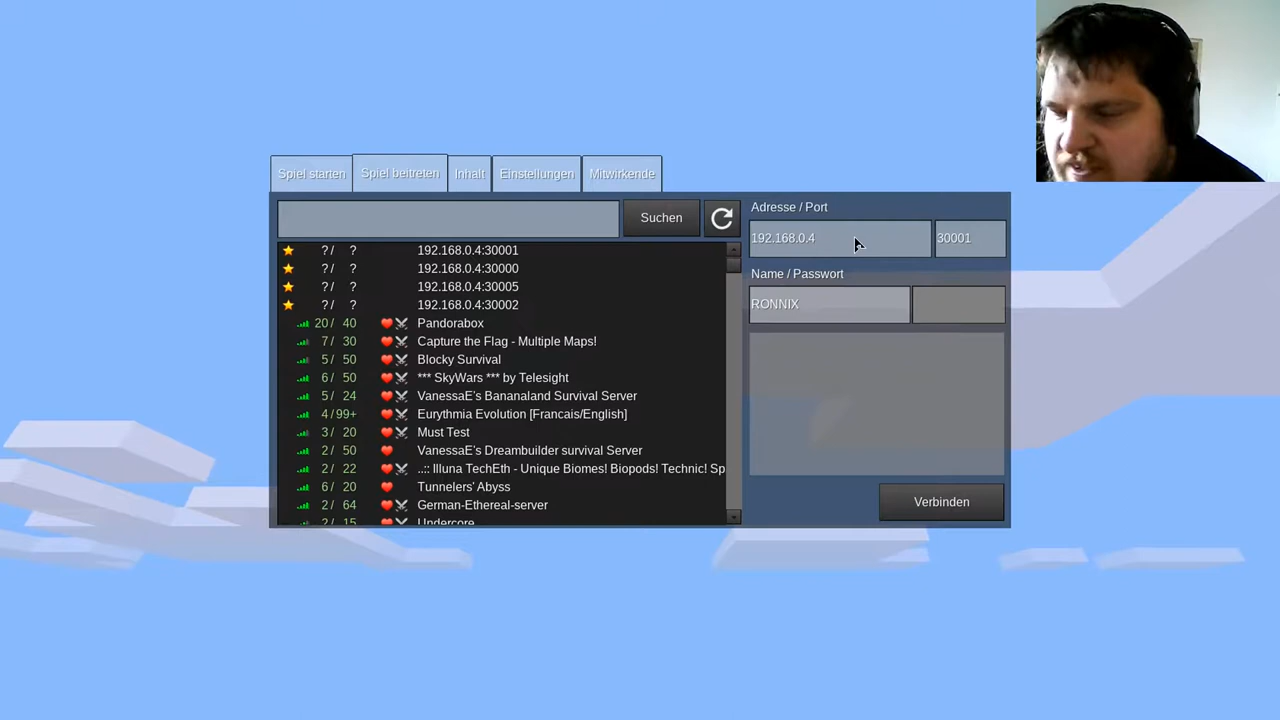 Spiel starten Spiel beitreten Inhalt Einstellungen Mitwirkende
Suchen
Adresse / Port
192.168.0.4 30001
Name / Passwort
RONNIX
Verbinden
? / ? 192.168.0.4:30001
? / ? 192.168.0.4:30000
? / ? 192.168.0.4:30005
? / ? 192.168.0.4:30002
20 / 40 Pandorabox
7 / 30 Capture the Flag - Multiple Maps!
5 / 50 Blocky Survival
6 / 50 *** SkyWars *** by Telesight
5 / 24 VanessaE's Bananaland Survival Server
4 / 99+ Eurythmia Evolution [Francais/English]
3 / 20 Must Test
2 / 50 VanessaE's Dreambuilder survival Server
2 / 22 ..:: Illuna TechEth - Unique Biomes! Biopods! Technic! Sp
6 / 20 Tunnelers' Abyss
2 / 64 German-Ethereal-server
2 / 15 Undercore